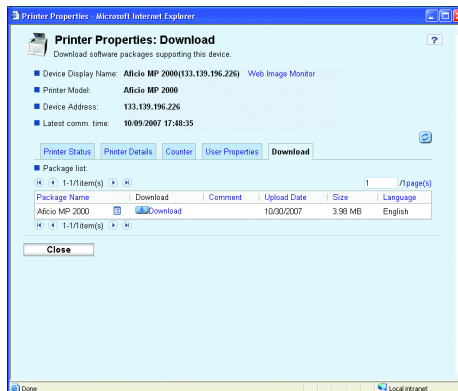 Printer Properties - Microsoft Internet Explorer
Printer Properties: Download
?
Download software packages supporting this device.
Device Display Name: Aficio MP 2000(133.139.196.226) Web Image Monitor
Printer Model: Aficio MP 2000
Device Address: 133.139.196.226
Latest comm. time: 10/09/2007 17:48:35
Printer Status Printer Details Counter User Properties Download
Package list:
1-1/1item(s) 1 /1page(s)
Package Name Download Comment Upload Date Size Language
Aficio MP 2000 Download 10/30/2007 3.98 MB English
1-1/1item(s)
Close
Done Local intranet